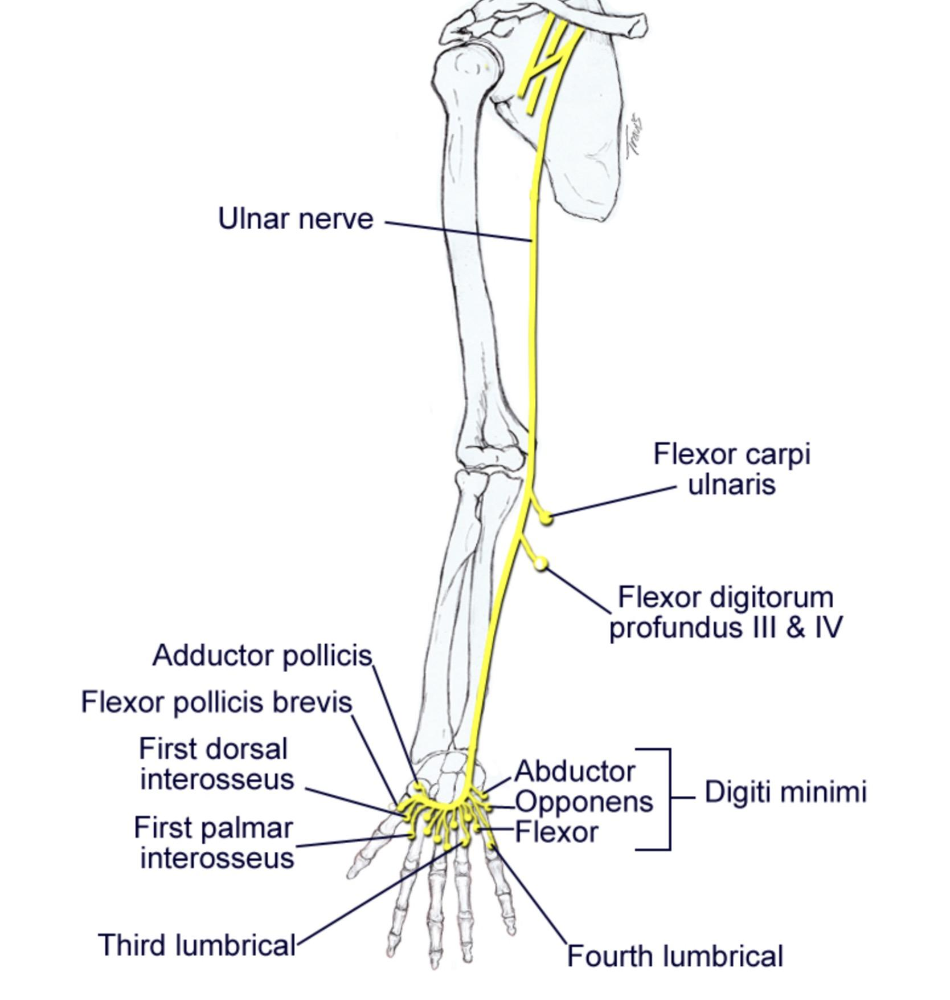 Travis
Ulnar nerve
Flexor carpi
ulnaris
Flexor digitorum
profundus III & IV
Adductor pollicis
Flexor pollicis brevis
First dorsal
interosseus
First palmar
interosseus
Abductor
Opponens
Flexor
Digiti minimi
Third lumbrical
Fourth lumbrical